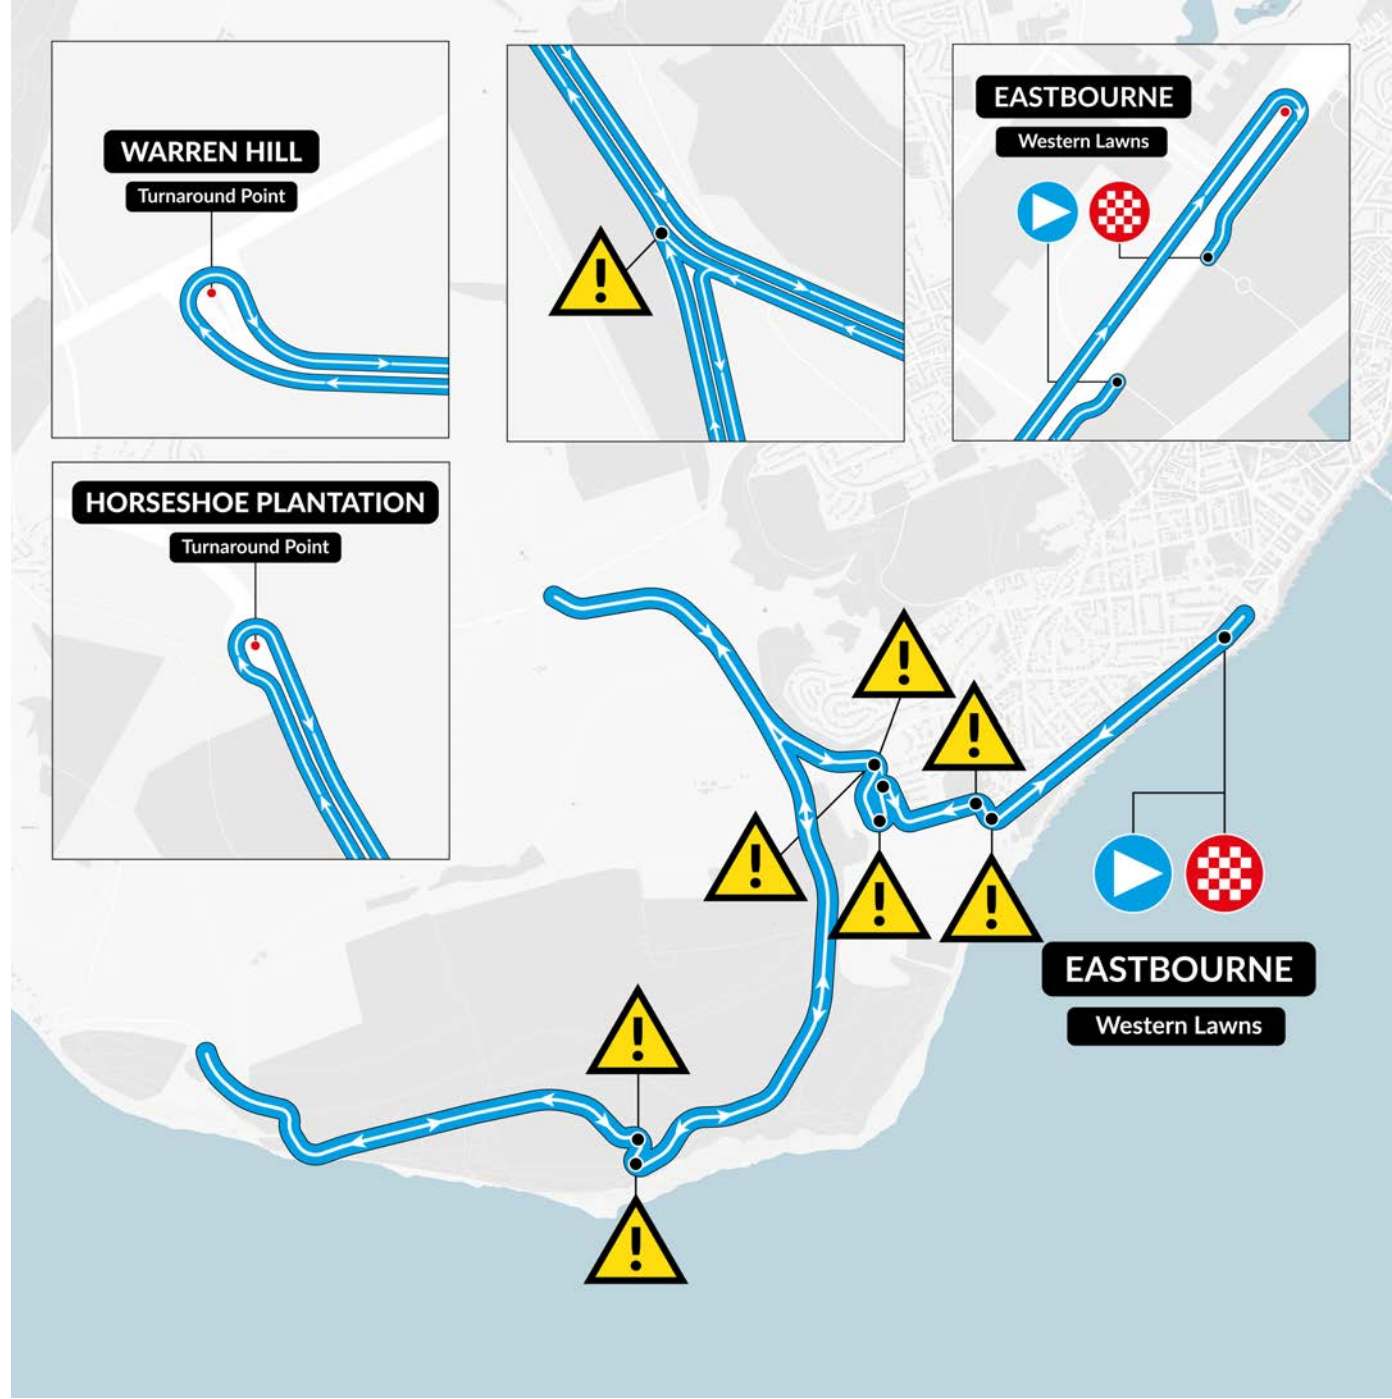 WARREN HILL
Turnaround Point
EASTBOURNE
Western Lawns
HORSESHOE PLANTATION
Turnaround Point
EASTBOURNE
Western Lawns